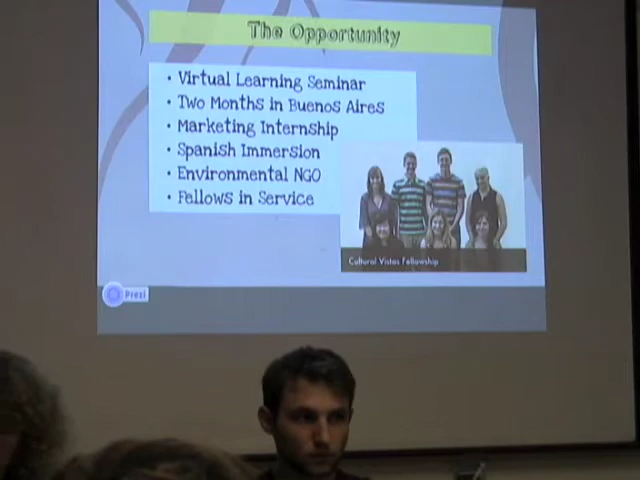 The Opportunity
• Virtual Learning Seminar
• Two Months in Buenos Aires
• Marketing Internship
• Spanish Immersion
• Environmental NGO
• Fellows in Service
Cultural Vistas Fellowship
Prezi